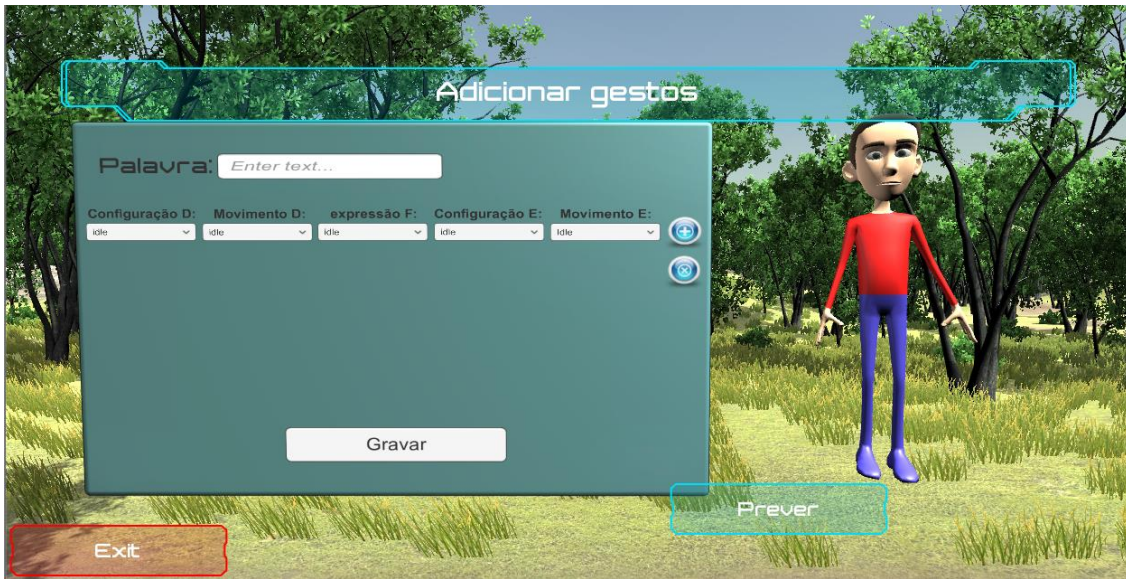 Adicionar gestos
Palavra: Enter text...
Configuração D: Movimento D: expressão F: Configuração E: Movimento E:
idle idle idle idle Idle
Gravar
Prever
Exit